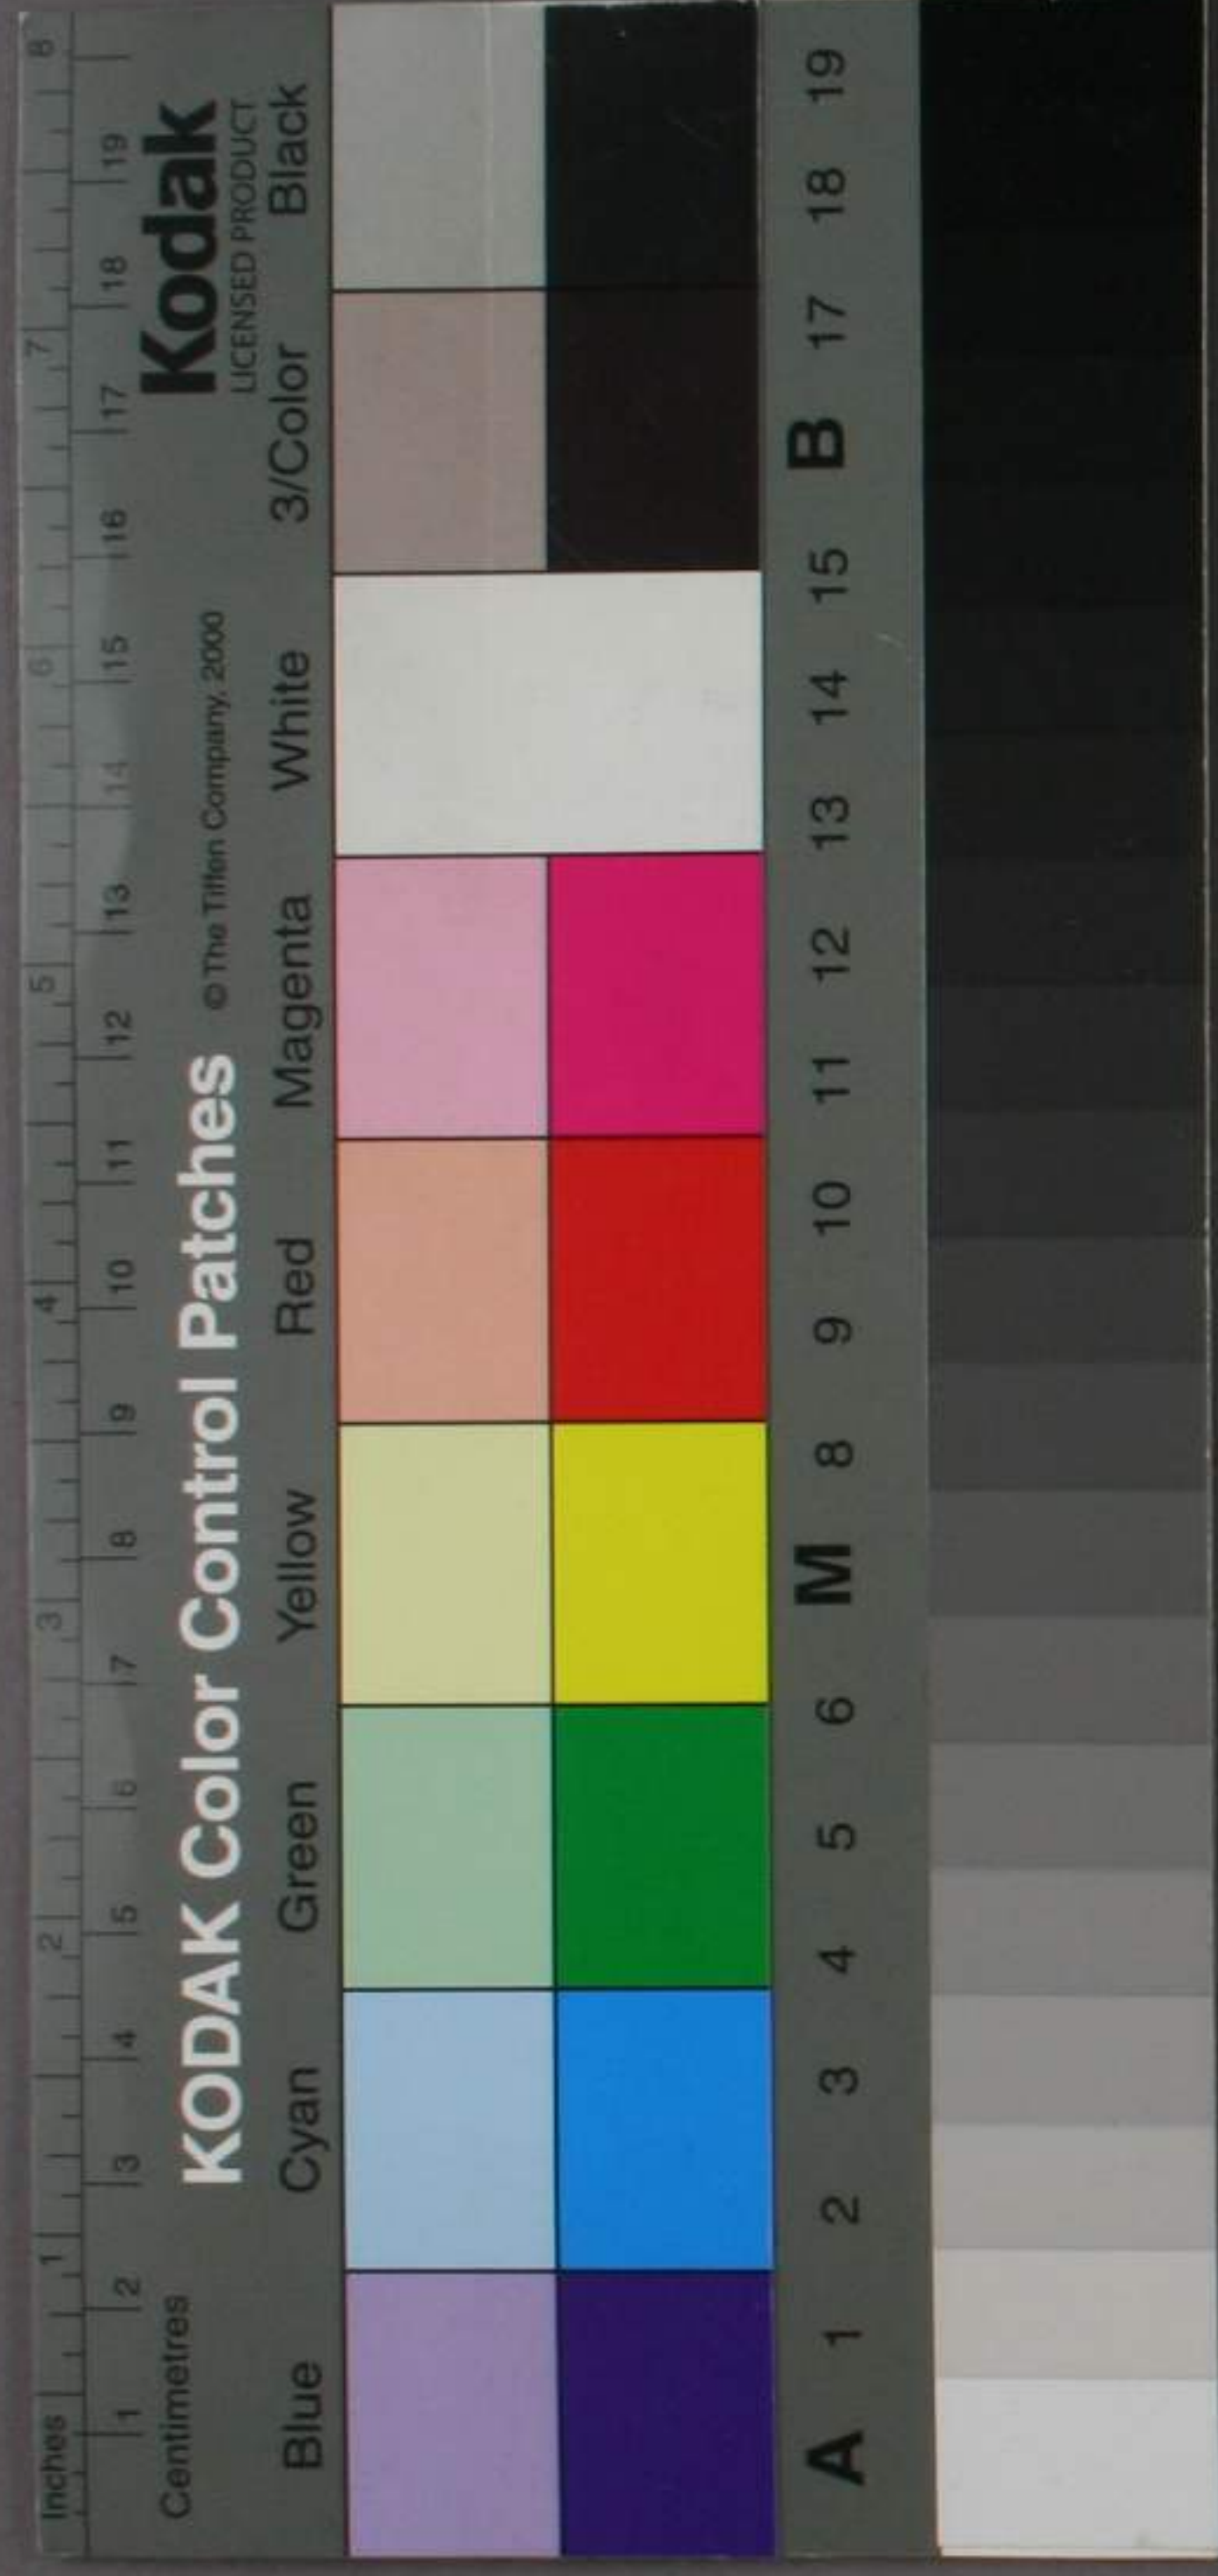 Inches 1 2 3 4 5 6 7 8
Centimetres 1 2 3 4 5 6 7 8 9 10 11 12 13 14 15 16 17 18 19
KODAK Color Control Patches © The Tiffen Company, 2000 Kodak
LICENSED PRODUCT
Blue Cyan Green Yellow Red Magenta White 3/Color Black
A 1 2 3 4 5 6 M 8 9 10 11 12 13 14 15 B 17 18 19